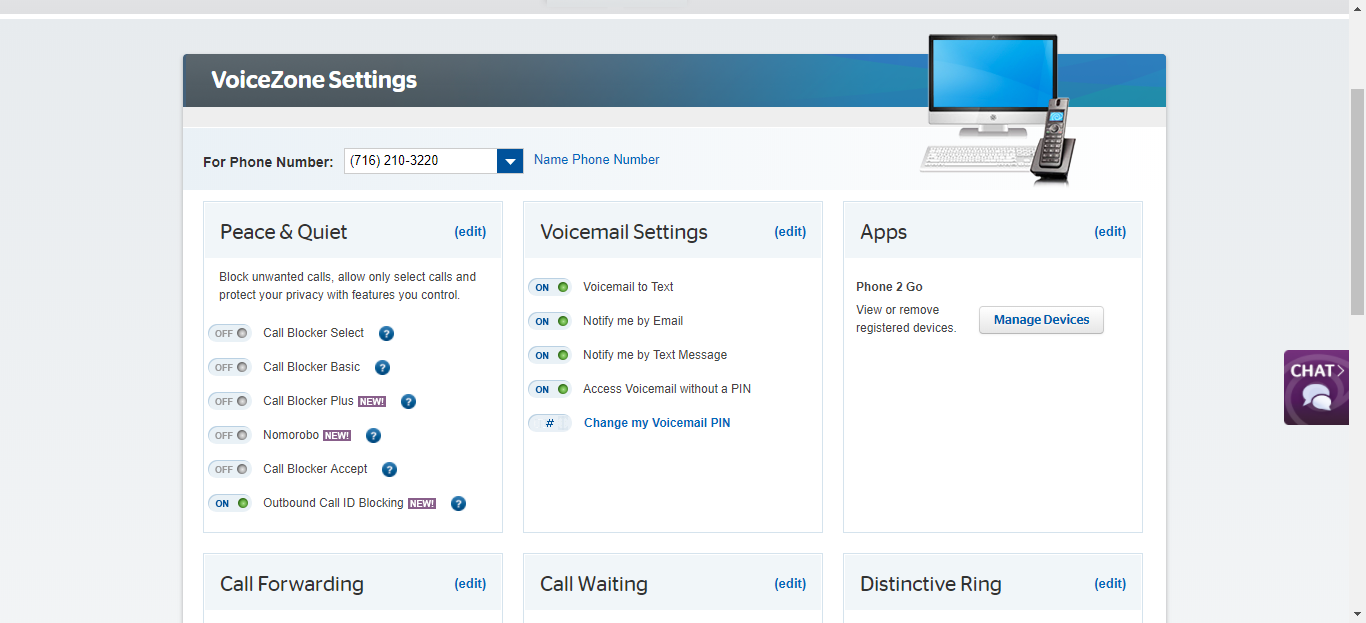 VoiceZone Settings
For Phone Number: (716) 210-3220 Name Phone Number
Peace & Quiet (edit)
Block unwanted calls, allow only select calls and
protect your privacy with features you control.
OFF Call Blocker Select ?
OFF Call Blocker Basic ?
OFF Call Blocker Plus NEW! ?
OFF Nomorobo NEW! ?
OFF Call Blocker Accept ?
ON Outbound Call ID Blocking NEW! ?
Voicemail Settings (edit)
ON Voicemail to Text
ON Notify me by Email
ON Notify me by Text Message
ON Access Voicemail without a PIN
# Change my Voicemail PIN
Apps (edit)
Phone 2 Go
View or remove
registered devices.
Manage Devices
CHAT>
Call Forwarding (edit)
Call Waiting (edit)
Distinctive Ring (edit)